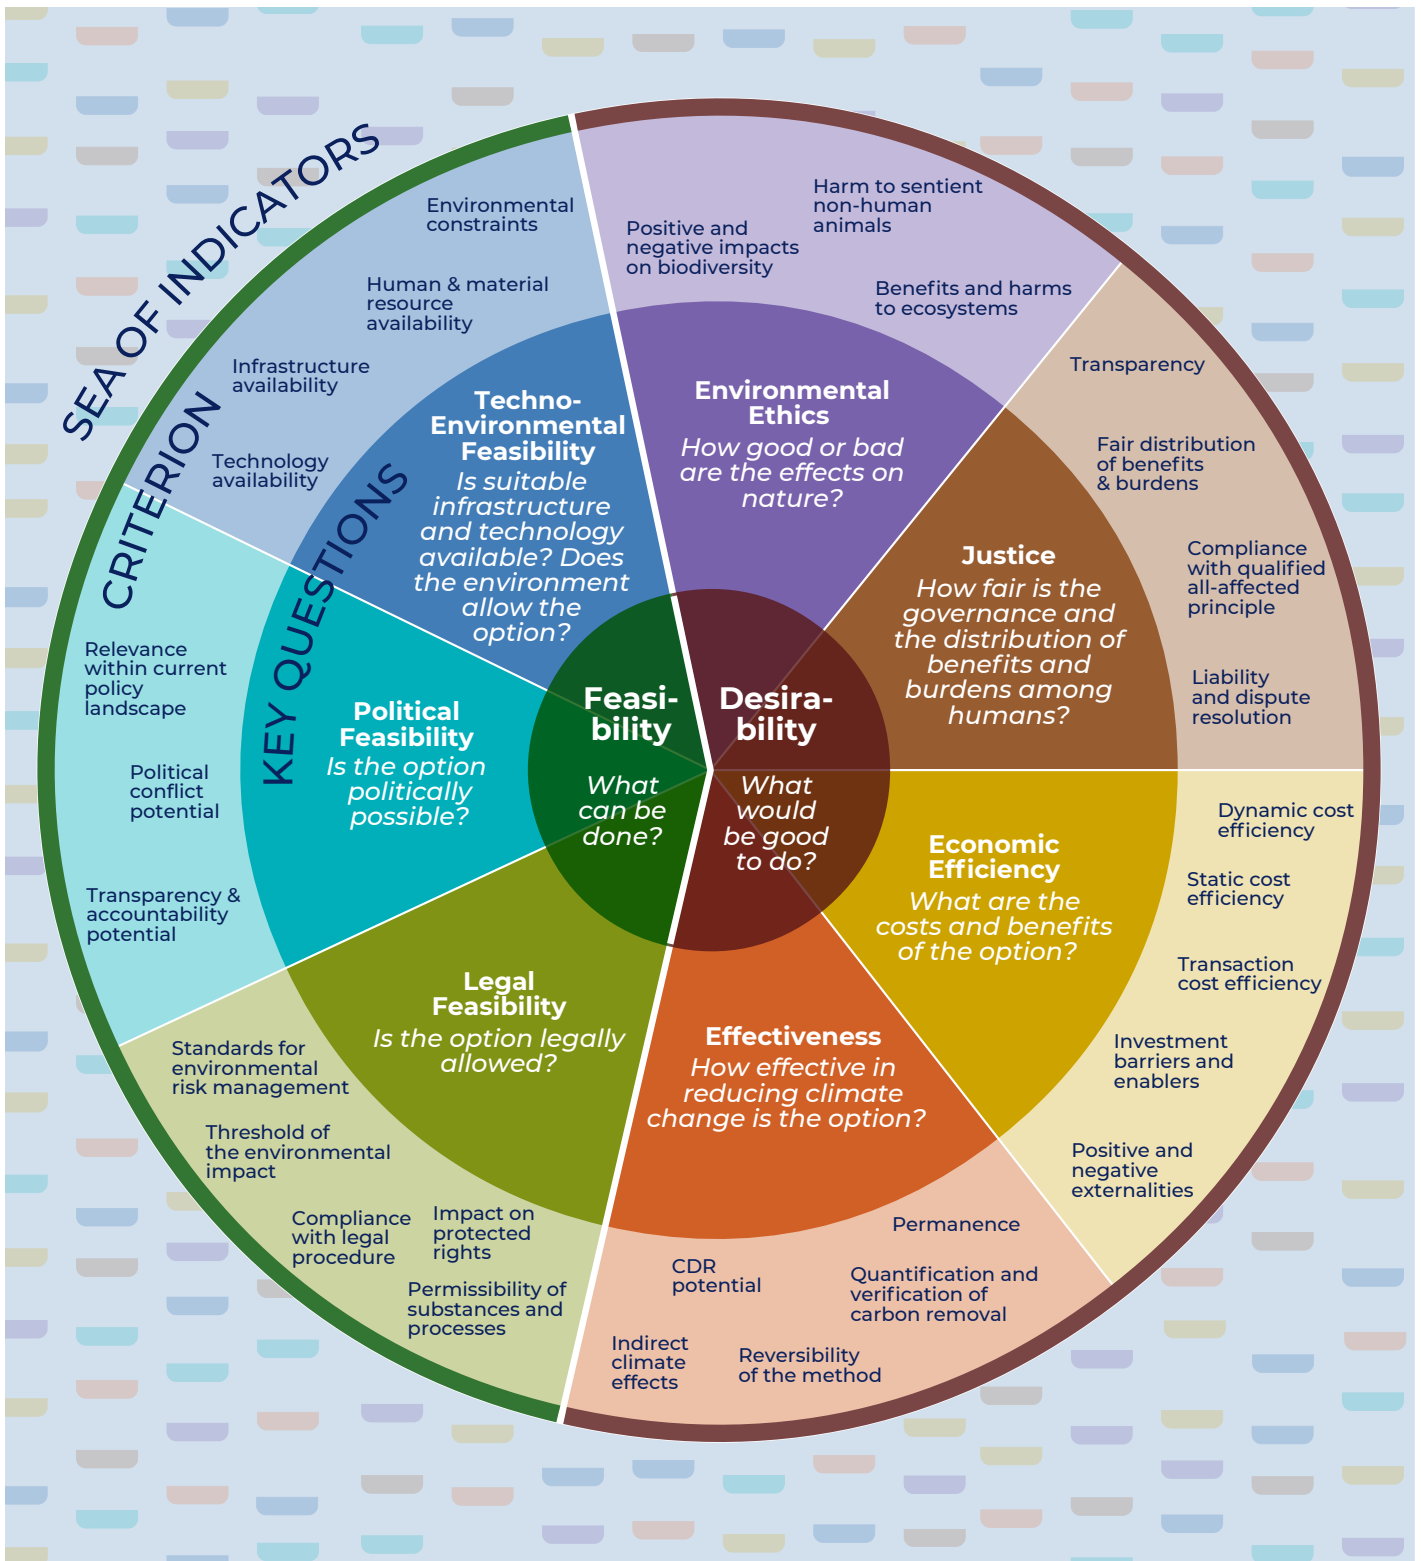 SEA OF INDICATORS
CRITERION
KEY QUESTIONS
Feasi-
bility
What
can be
done?
Desira-
bility
What
would
be good
to do?
Techno-
Environmental
Feasibility
Is suitable
infrastructure
and technology
available? Does
the environment
allow the
option?
Environmental
constraints
Human & material
resource
availability
Infrastructure
availability
Technology
availability
Political
Feasibility
Is the option
politically
possible?
Relevance
within current
policy
landscape
Political
conflict
potential
Transparency &
accountability
potential
Legal
Feasibility
Is the option legally
allowed?
Standards for
environmental
risk management
Threshold of
the environmental
impact
Compliance
with legal
procedure
Impact on
protected
rights
Permissibility of
substances and
processes
Environmental
Ethics
How good or bad
are the effects on
nature?
Positive and
negative impacts
on biodiversity
Harm to sentient
non-human
animals
Benefits and harms
to ecosystems
Justice
How fair is the
governance and
the distribution of
benefits and
burdens among
humans?
Transparency
Fair distribution
of benefits
& burdens
Compliance
with qualified
all-affected
principle
Liability
and dispute
resolution
Economic
Efficiency
What are the
costs and benefits
of the option?
Dynamic cost
efficiency
Static cost
efficiency
Transaction
cost efficiency
Investment
barriers and
enablers
Positive and
negative
externalities
Effectiveness
How effective in
reducing climate
change is the option?
Permanence
CDR
potential
Quantification and
verification of
carbon removal
Indirect
climate
effects
Reversibility
of the method